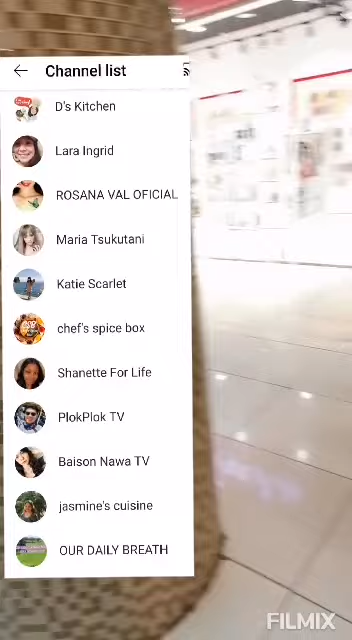 Channel list
D's Kitchen
Lara Ingrid
ROSANA VAL OFICIAL
Maria Tsukutani
Katie Scarlet
chef's spice box
Shanette For Life
PlokPlok TV
Baison Nawa TV
jasmine's cuisine
OUR DAILY BREATH
FILMIX